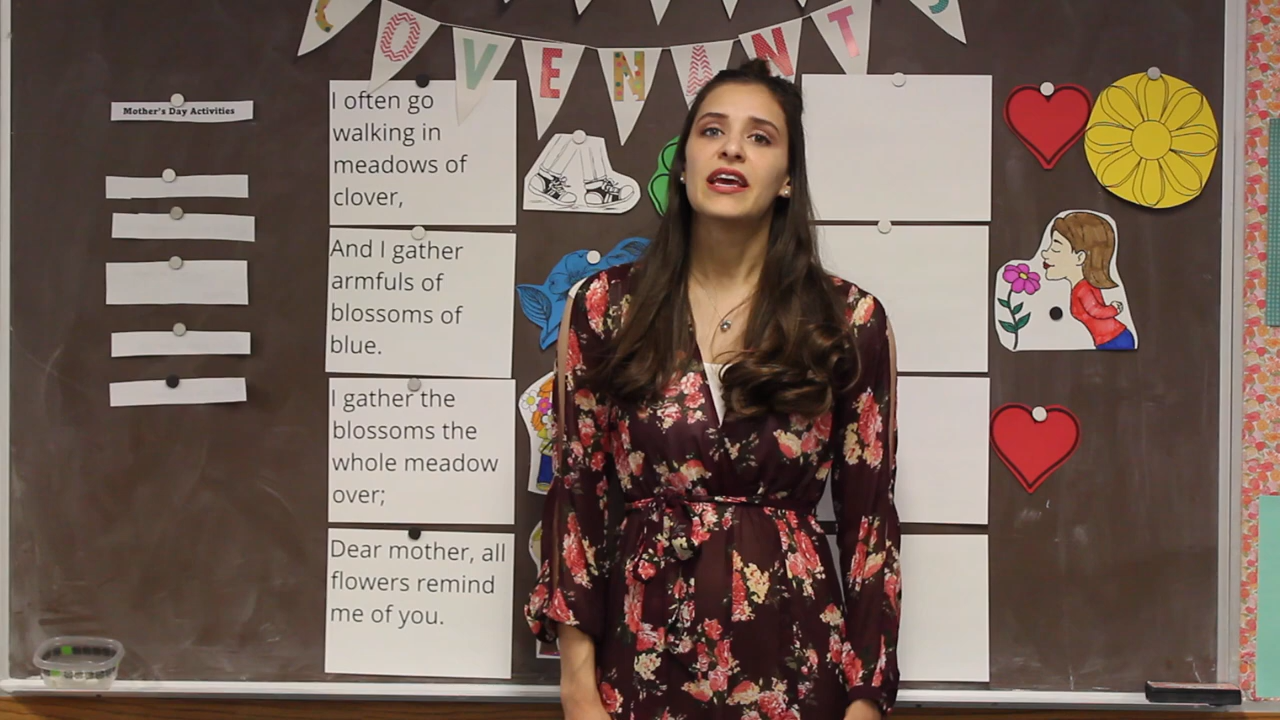 COVENANTS
Mother's Day Activities
I often go
walking in
meadows of
clover,
And I gather
armfuls of
blossoms of
blue.
I gather the
blossoms the
whole meadow
over;
Dear mother, all
flowers remind
me of you.